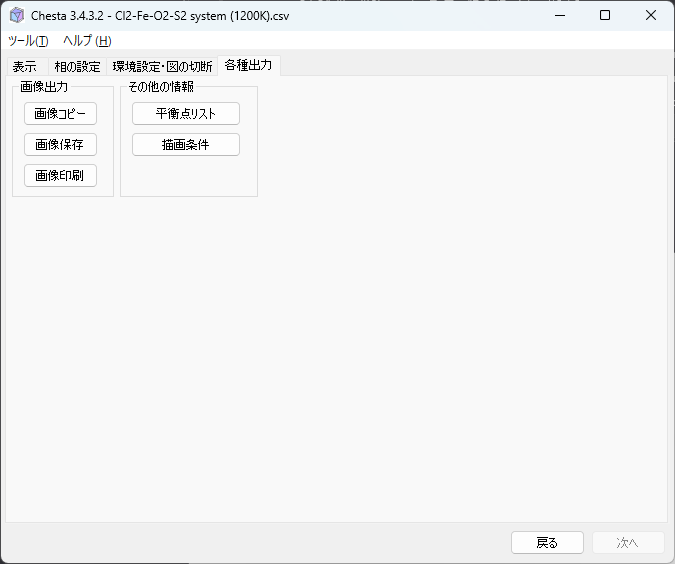 Chesta 3.4.3.2 - Cl2-Fe-O2-S2 system (1200K).csv
ツール(T) ヘルプ (H)
表示 相の設定 環境設定・図の切断 各種出力
画像出力 その他の情報
画像コピー 平衡点リスト
画像保存 描画条件
画像印刷
戻る 次へ